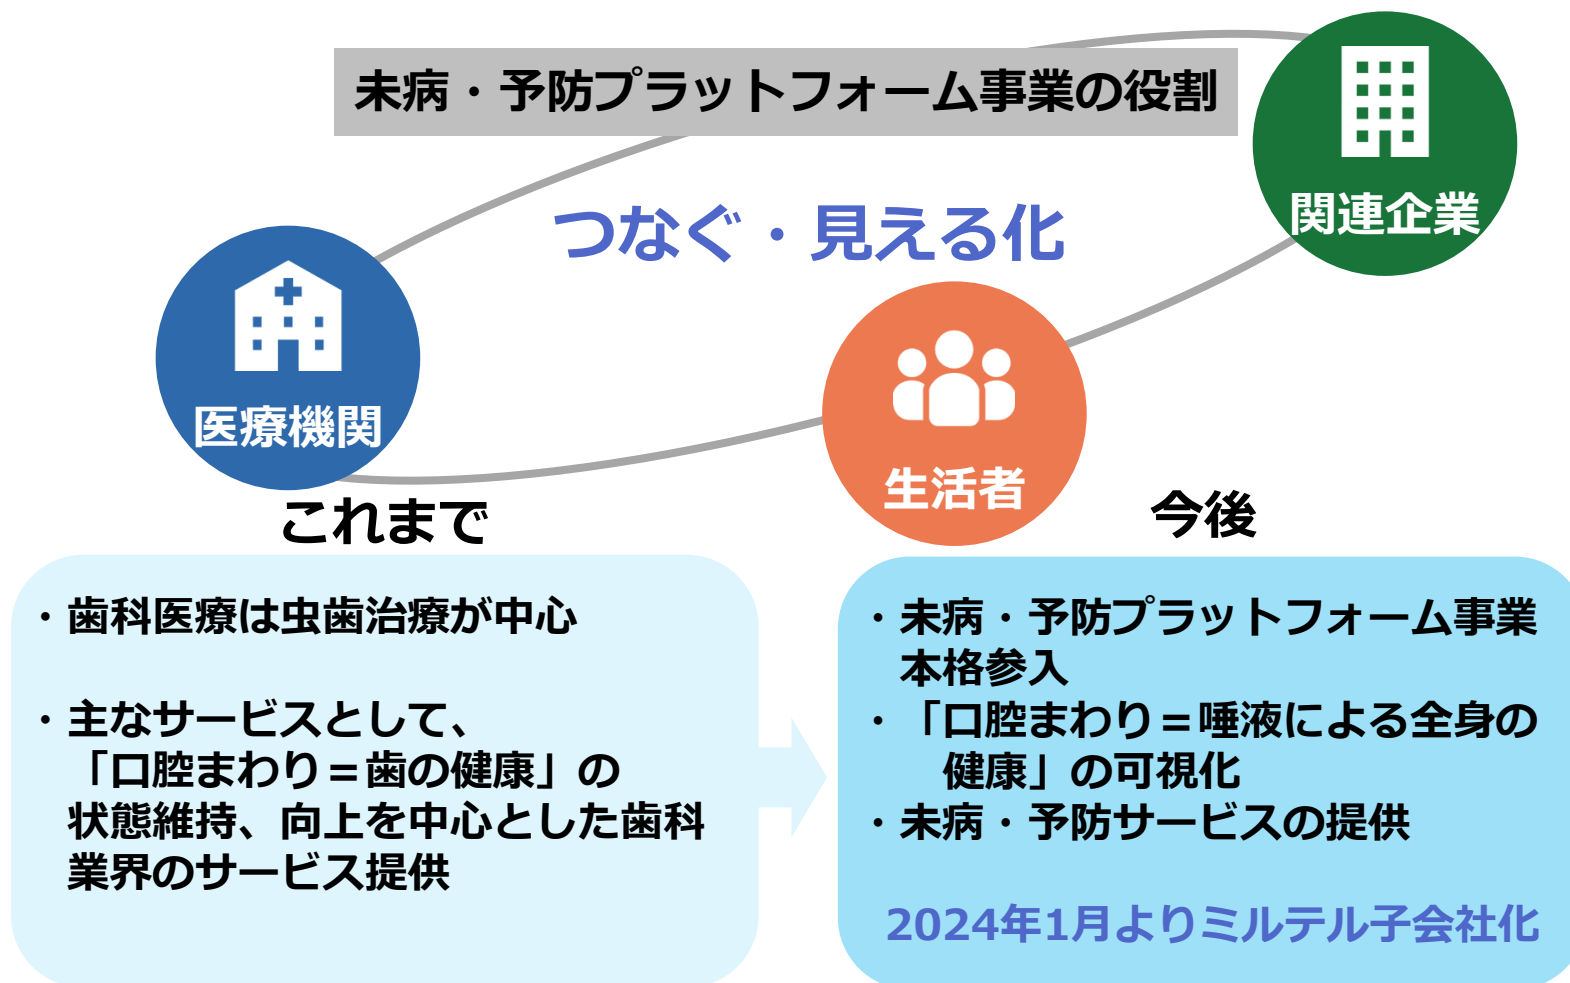 未病・予防プラットフォーム事業の役割
関連企業
つなぐ・見える化
医療機関
生活者
これまで
・歯科医療は虫歯治療が中心
・主なサービスとして、
「口腔まわり＝歯の健康」の
状態維持、向上を中心とした歯科
業界のサービス提供
今後
・未病・予防プラットフォーム事業
本格参入
・「口腔まわり＝唾液による全身の
健康」の可視化
・未病・予防サービスの提供
2024年1月よりミルテル子会社化